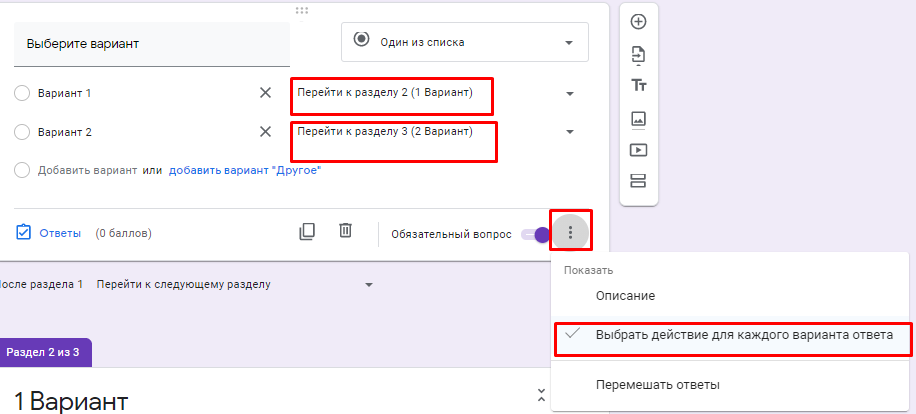 Выберите вариант
Один из списка
Вариант 1
Перейти к разделу 2 (1 Вариант)
Вариант 2
Перейти к разделу 3 (2 Вариант)
Добавить вариант или добавить вариант "Другое"
Тт
Ответы (0 баллов)
Обязательный вопрос
Показать
Описание
Выбрать действие для каждого варианта ответа
Перемешать ответы
осле раздела 1 Перейти к следующему разделу
Раздел 2 из 3
1 Вариант